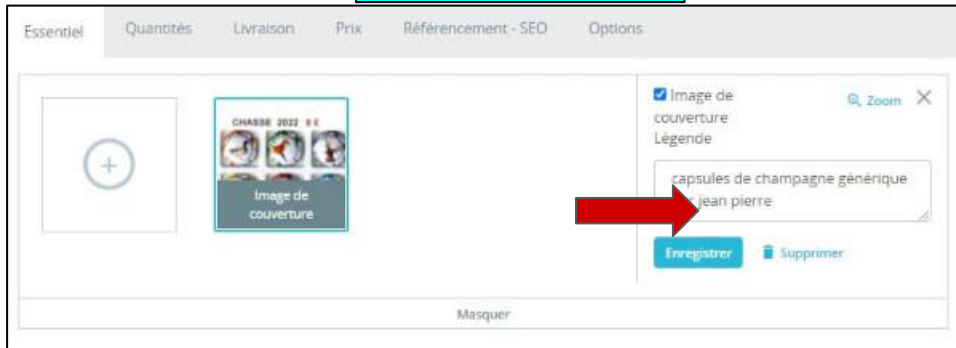 Essentiel Quantités Livraison Prix Référencement - SEO Options
CHASSE 2022 8 €
Image de
couverture
Image de
couverture
Légende
Zoom
capsules de champagne générique
jean pierre
Enregistrer Supprimer
Masquer